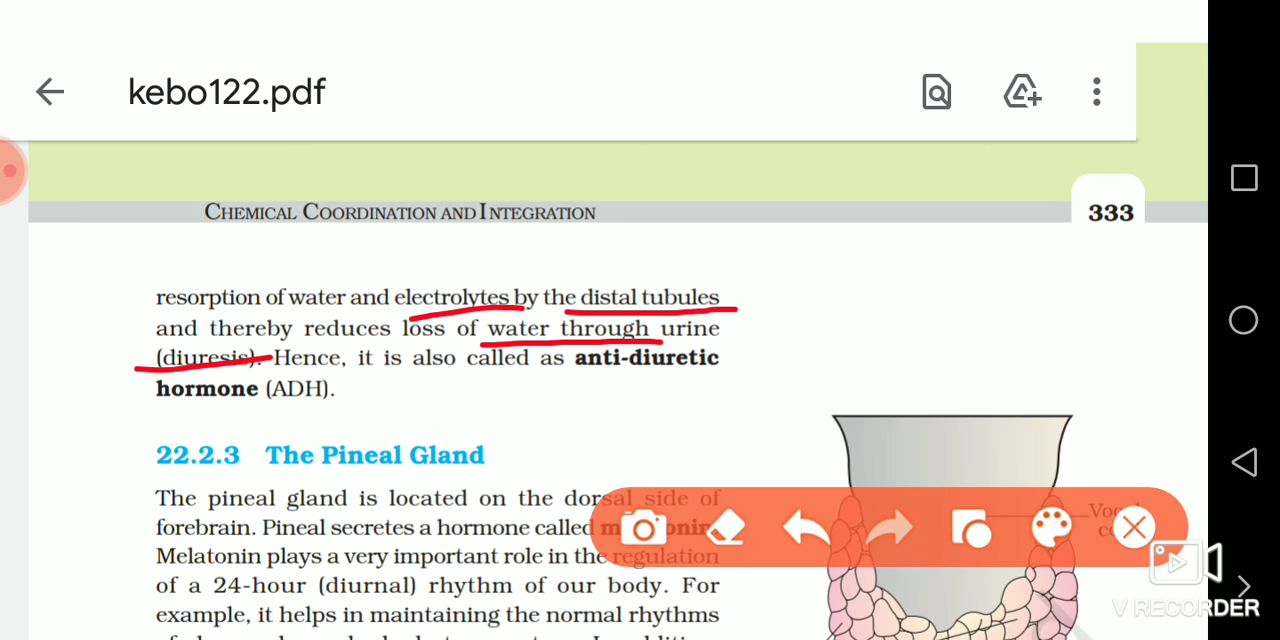 kebo122.pdf
CHEMICAL COORDINATION AND INTEGRATION
333
resorption of water and electrolytes by the distal tubules
and thereby reduces loss of water through urine
(diuresis). Hence, it is also called as anti-diuretic
hormone (ADH).
22.2.3 The Pineal Gland
The pineal gland is located on the dorsal side of
forebrain. Pineal secretes a hormone called
Melatonin plays a very important role in the regulation
of a 24-hour (diurnal) rhythm of our body. For
example, it helps in maintaining the normal rhythms
V RECORDER